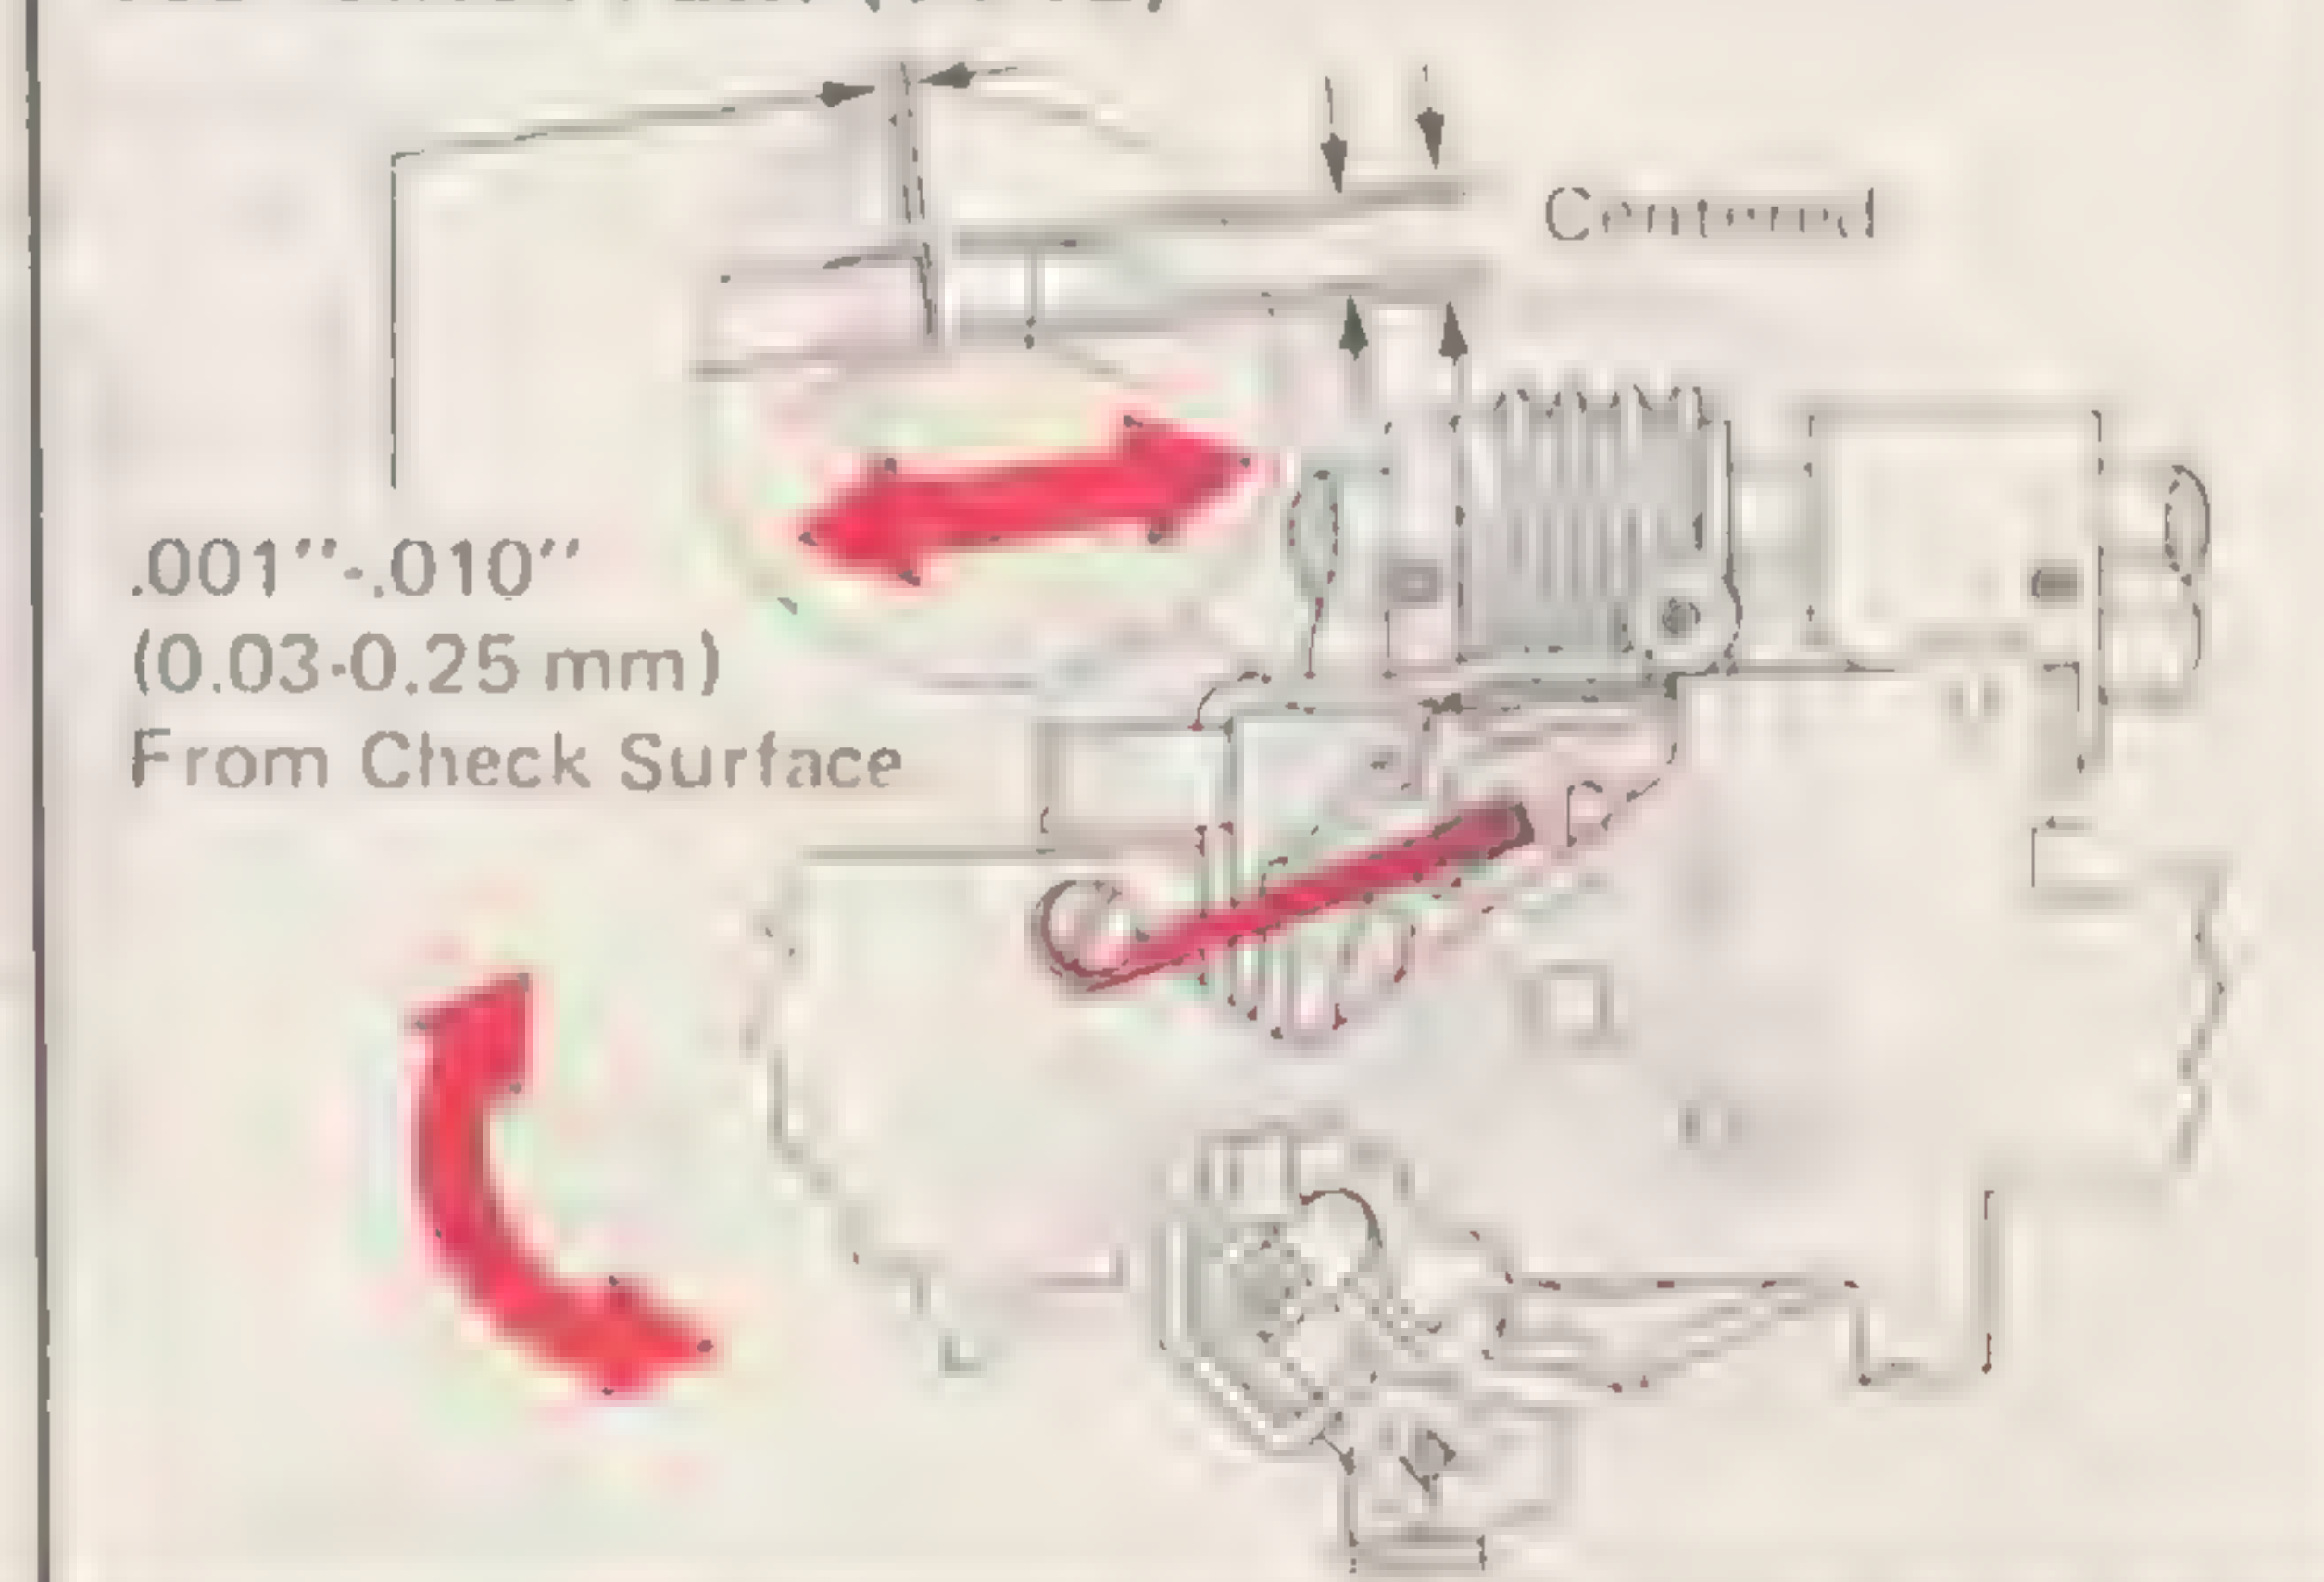 Centered
.001"-.010"
(0.03-0.25 mm)
From Check Surface